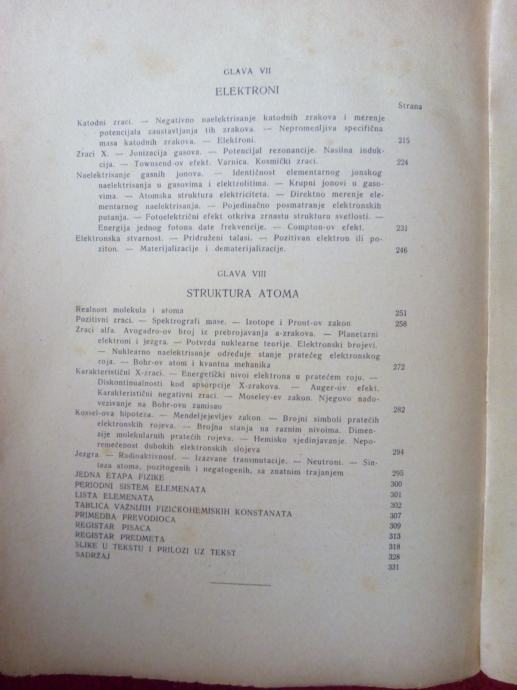 GLAVA VII
ELEKTRONI
Strana
Katodni zraci. — Negativno naelektrisanje katodnih zrakova i merenje
potencijala zaustavljanja tih zrakova. — Nepromenljiva specifična
masa katodnih zrakova. — Elektroni. 215
Zraci X. — Jonizacija gasova. — Potencijal rezonancije. Nasilna induk-
cija. — Townsend-ov efekt. Varnica. Kosmički zraci. 224
Naelektrisanje gasnih jonova. — Identičnost elementarnog jonskog
naelektrisanja u gasovima i elektrolitima. — Krupni jonovi u gaso-
vima. — Atomska struktura elektriciteta. — Direktno merenje ele-
mentarnog naelektrisanja. — Pojedinačno posmatranje elektronskih
putanja. — Fotoelektrični efekt otkriva zrnastu strukturu svetlosti. —
Energija jednog fotona date frekvencije. — Compton-ov efekt. 231
Elektronska stvarnost. — Pridruženi talasi. — Pozitivan elektron ili po-
ziton. — Materijalizacije i dematerijalizacije. 246
GLAVA VIII
STRUKTURA ATOMA
Realnost molekula i atoma 251
Pozitivni zraci. — Spektrografi mase. — Izotope i Prout-ov zakon 258
Zraci alfa. Avogadro-ov broj iz prebrojavanja a-zrakova. — Planetarni
elektroni i jezgra. — Potvrda nuklearne teorije. Elektronski brojevi.
— Nuklearno naelektrisanje određuje stanje pratećeg elektronskog
roja. — Bohr-ov atom i kvantna mehanika 272
Karakteristični X-zraci. — Energetički nivoi elektrona u pratećem roju. —
Diskontinualnosti kod apsorpcije X-zrakova. — Auger-ov efekt.
Karakteristični negativni zraci. — Moseley-ev zakon. Njegovo nado-
vezivanje na Bohr-ovu zamisao 282
Kossel-ova hipoteza. — Mendeljejevljev zakon. — Brojni simboli pratećih
elektronskih rojeva. — Brojna stanja na raznim nivoima. Dimen-
zije molekularnih pratećih rojeva. — Hemisko sjedinjavanje. Nepo-
remećenost dubokih elektronskih slojeva 294
Jezgra. — Radioaktivnost. — Izazvane transmutacije. — Neutroni. — Sin-
teza atoma, pozitogenih i negatogenih, sa znatnim trajanjem 295
JEDNA ETAPA FIZIKE 300
PERIODNI SISTEM ELEMENATA 301
LISTA ELEMENATA 302
TABLICA VAŽNIJIH FIZIČKOHEMISKIH KONSTANATA 307
PRIMEDBA PREVODIOCA 309
REGISTAR PISACA 313
REGISTAR PREDMETA 318
SLIKE U TEKSTU I PRILOZI UZ TEKST 328
SADRŽAJ 331